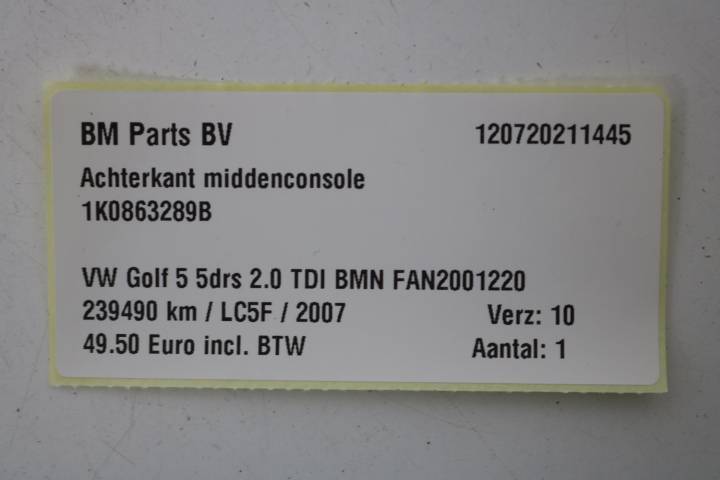 BM Parts BV 120720211445
Achterkant middenconsole
1K0863289B
VW Golf 5 5drs 2.0 TDI BMN FAN2001220
239490 km / LC5F / 2007 Verz: 10
49.50 Euro incl. BTW Aantal: 1